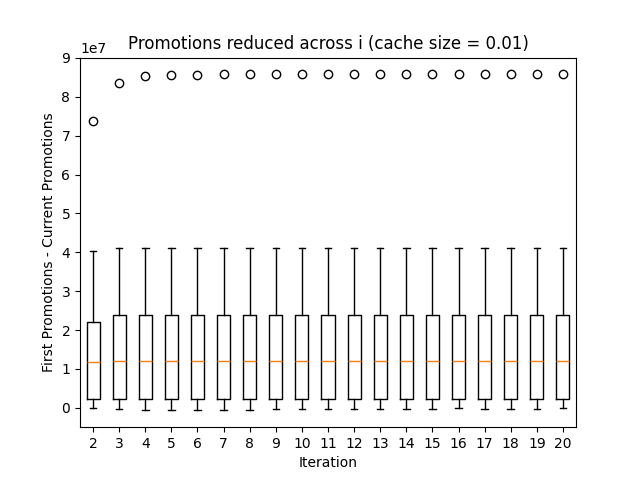 Promotions reduced across i (cache size = 0.01)
1e7
9
8
7
6
5
4
3
2
1
0
First Promotions - Current Promotions
2 3 4 5 6 7 8 9 10 11 12 13 14 15 16 17 18 19 20
Iteration